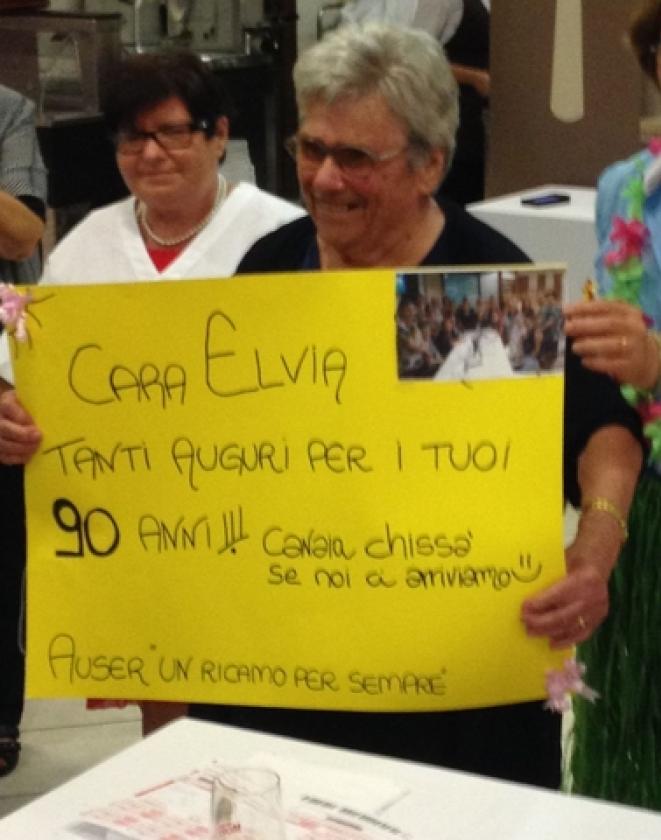 CARA ELVIA
TANTI AUGURI PER I TUOI
90 ANNI!!! Canaia chissà
se noi ci arriviamo
AUSER "UN RICAMO PER SEMPRE"